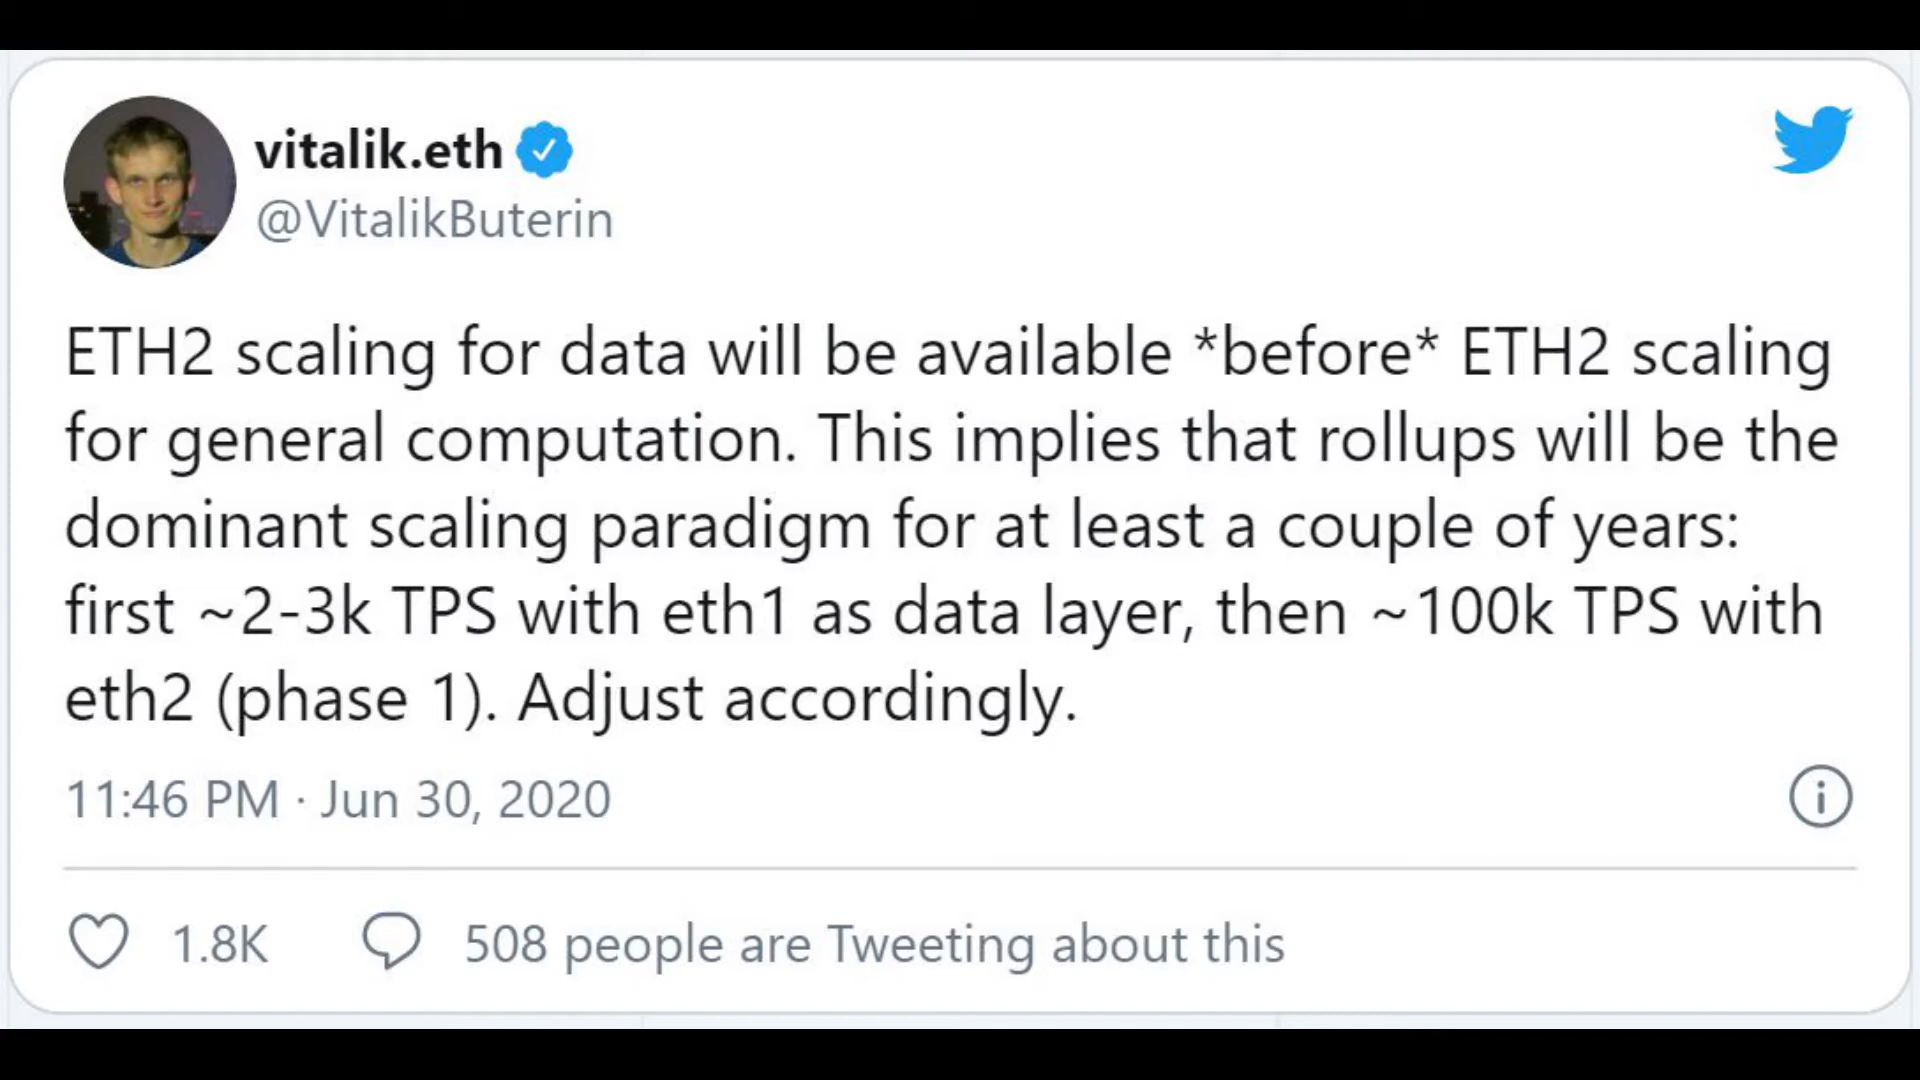 vitalik.eth
@VitalikButerin
ETH2 scaling for data will be available *before* ETH2 scaling
for general computation. This implies that rollups will be the
dominant scaling paradigm for at least a couple of years:
first ~2-3k TPS with eth1 as data layer, then ~100k TPS with
eth2 (phase 1). Adjust accordingly.
11:46 PM · Jun 30, 2020
1.8K 508 people are Tweeting about this